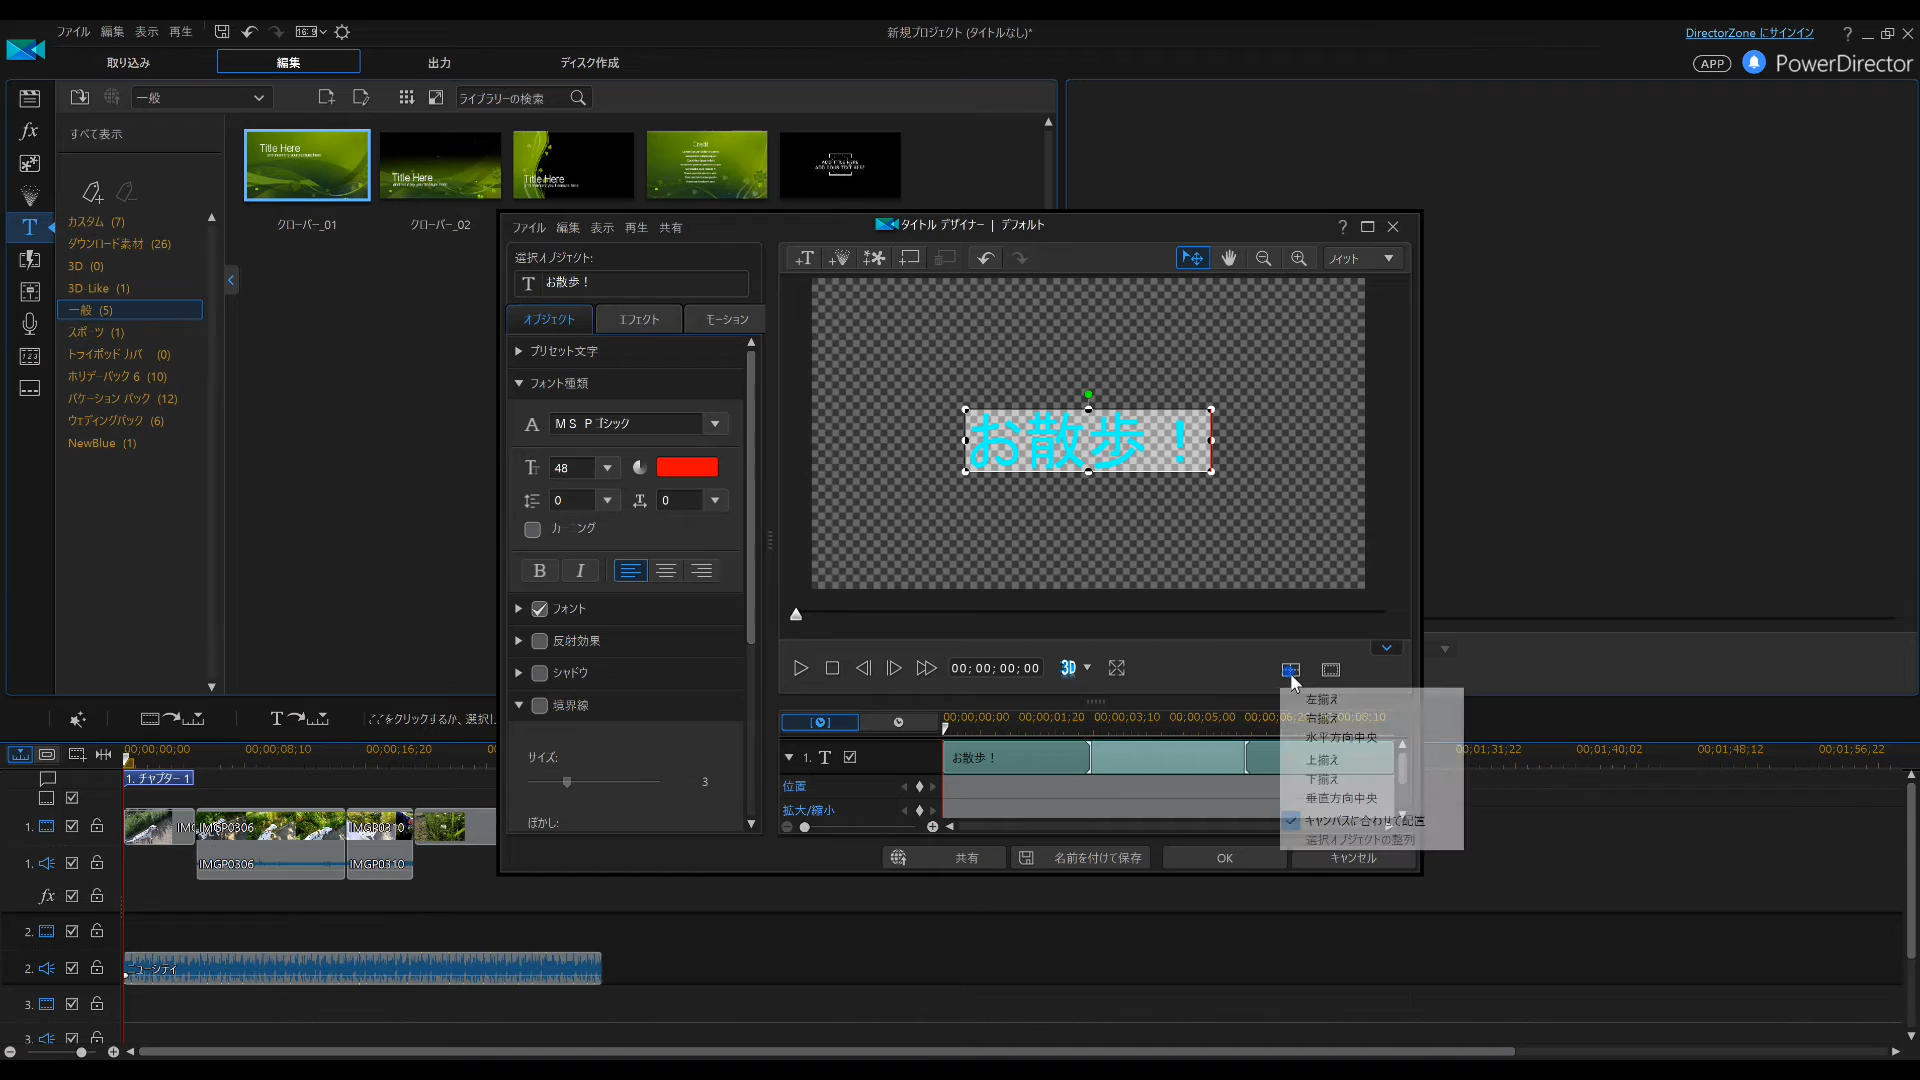 ファイル 編集 表示 再生
16:9
新規プロジェクト (タイトルなし)*
DirectorZone にサインイン
?
取り込み 編集 出力 ディスク作成
APP PowerDirector
一般
ライブラリーの検索
すべて表示
カスタム (7)
ダウンロード素材 (26)
3D (0)
3D-Like (1)
一般 (5)
スポーツ (1)
トライポッド カバー (0)
ホリデーパック 6 (10)
バケーション パック (12)
ウェディングパック (6)
NewBlue (1)
Title Here
Title Here
Title Here
Credit
ADD TITLE HERE
ADD YOUR TEXT HERE
クローバー_01
クローバー_02
ファイル 編集 表示 再生 共有
タイトル デザイナー | デフォルト
?
選択オブジェクト:
T お散歩！
オブジェクト エフェクト モーション
プリセット文字
フォント種類
A ＭＳ Ｐゴシック
48
0 0
カーニング
B I
フォント
反射効果
シャドウ
境界線
サイズ:
3
ぼかし:
フィット
お散歩！
00;00;00;00 3D
左揃え
右揃え
水平方向中央
上揃え
下揃え
垂直方向中央
キャンバスに合わせて配置
選択オブジェクトの整列
00;00;00;00 00;00;01;20 00;00;03;10 00;00;05;00
1. T お散歩！
位置
拡大/縮小
共有 名前を付けて保存 OK キャンセル
00;00;00;00 00;00;08;10 00;00;16;20
00;01;31;22 00;01;40;02 00;01;48;12 00;01;56;22
1. チャプター 1
1. IMGP0306 IMGP0310
1. IMGP0306 IMGP0310
fx
2.
2. ニューシティ
3.
3.